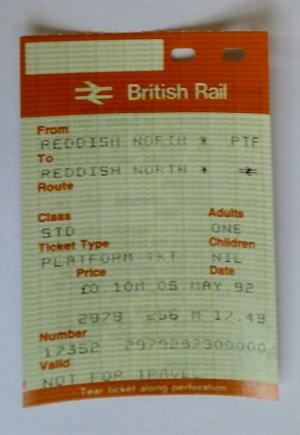 British Rail
From
REDDISH NORTH * PTF
To
REDDISH NORTH *
Route
Class Adults
STD ONE
Ticket Type Children
PLATFORM TKT NIL
Price Date
£0.10M 05 MAY 92
2979 256 M 17.49
Number
17352 2979297900000
Valid
NOT FOR TRAVEL
Tear ticket along perforation